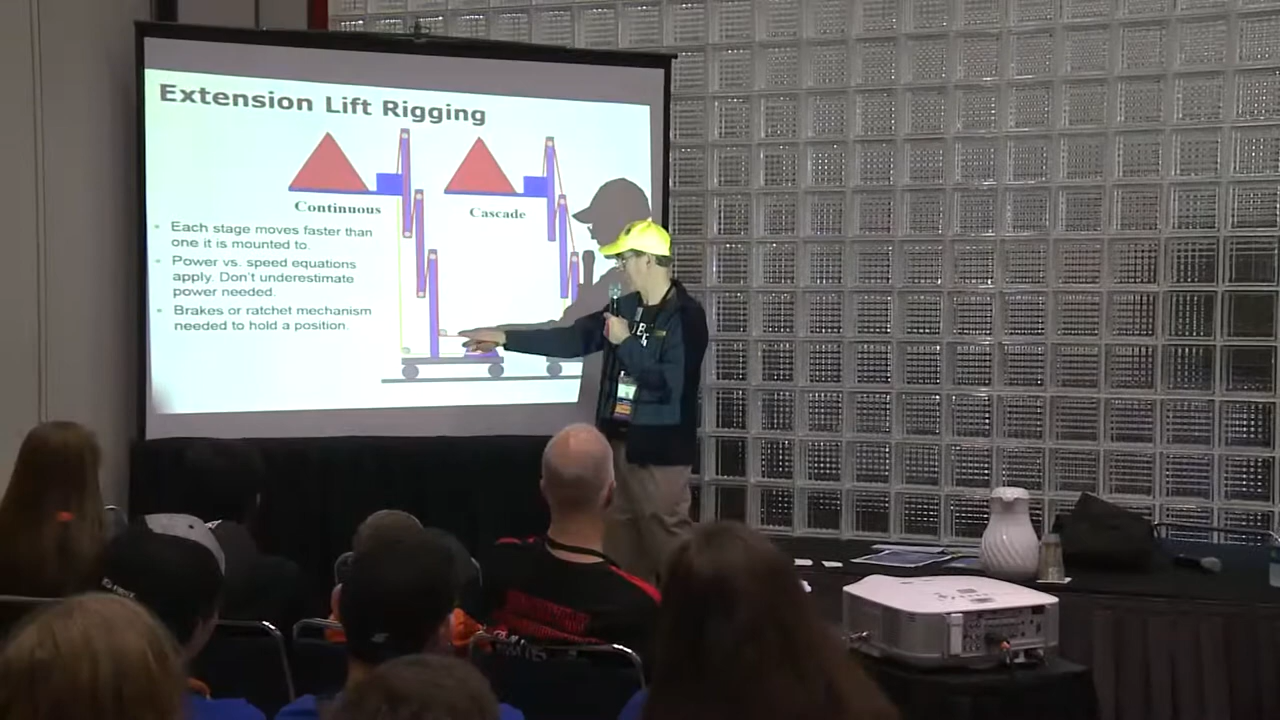 Extension Lift Rigging
Continuous
Cascade
Each stage moves faster than
one it is mounted to.
Power vs. speed equations
apply. Don't underestimate
power needed.
Brakes or ratchet mechanism
needed to hold a position.